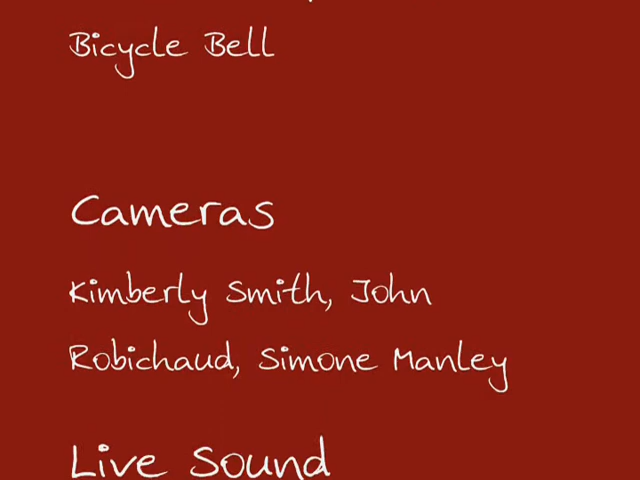 Bicycle Bell
Cameras
Kimberly Smith, John
Robichaud, Simone Manley
Live Sound